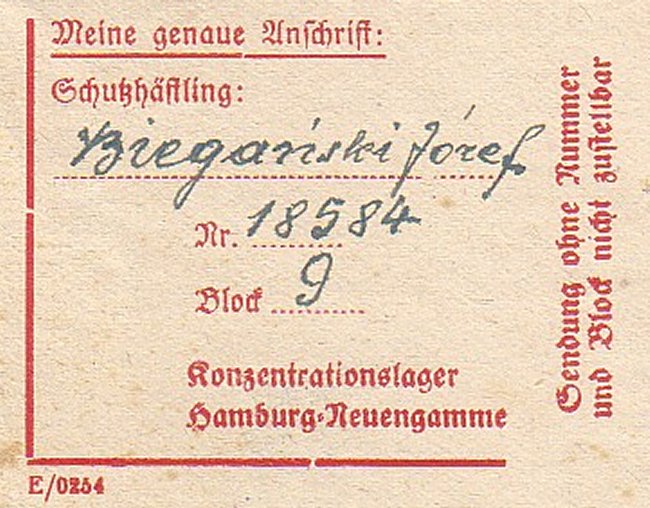 Meine genaue Anschrift:
Schutzhäftling:
Biegański Józef
Nr. 18584
Block 9
Konzentrationslager
Hamburg-Neuengamme
E/0254
Sendung ohne Nummer
und Block nicht zustellbar